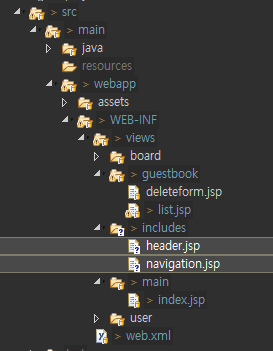 > src
> main
java
resources
> webapp
assets
> WEB-INF
> views
board
> guestbook
deleteform.jsp
> list.jsp
> includes
header.jsp
navigation.jsp
> main
> index.jsp
user
> web.xml